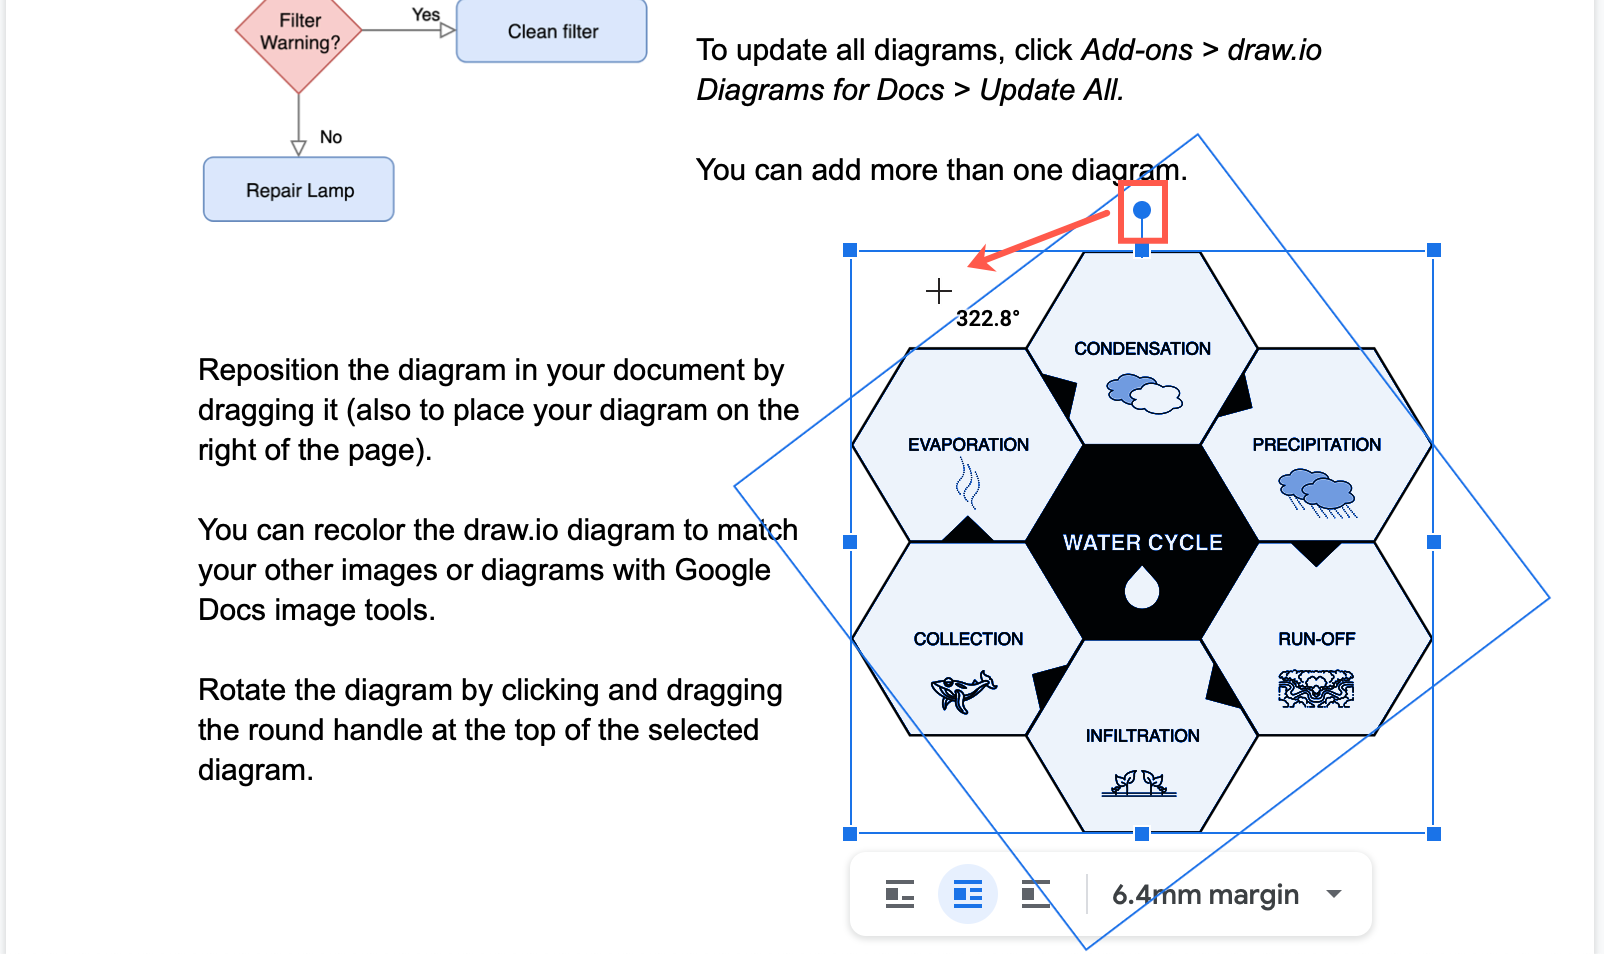 Filter
Warning?
Yes
Clean filter
No
Repair Lamp
To update all diagrams, click Add-ons > draw.io
Diagrams for Docs > Update All.
You can add more than one diagram.
322.8°
Reposition the diagram in your document by
dragging it (also to place your diagram on the
right of the page).
You can recolor the draw.io diagram to match
your other images or diagrams with Google
Docs image tools.
Rotate the diagram by clicking and dragging
the round handle at the top of the selected
diagram.
CONDENSATION
EVAPORATION
PRECIPITATION
WATER CYCLE
COLLECTION
RUN-OFF
INFILTRATION
6.4mm margin